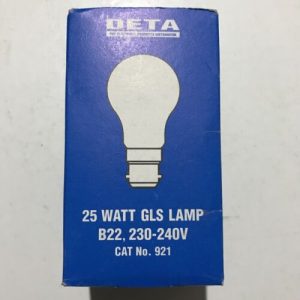 DETA
25 WATT GLS LAMP
B22, 230-240V
CAT No. 921